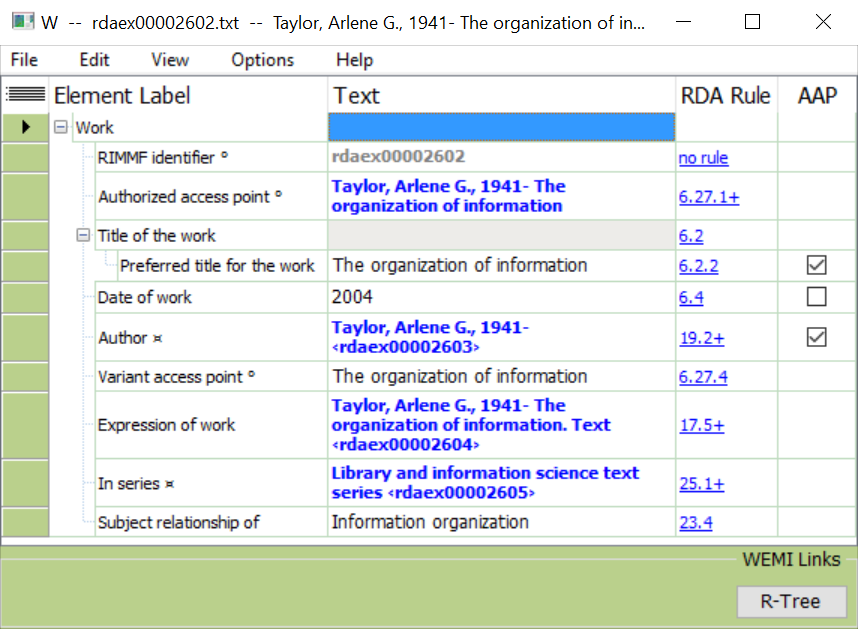 W -- rdaex00002602.txt -- Taylor, Arlene G., 1941- The organization of in...
File Edit View Options Help
Element Label Text RDA Rule AAP
Work
RIMMF identifier ° rdaex00002602 no rule
Authorized access point ° Taylor, Arlene G., 1941- The
organization of information 6.27.1+
Title of the work 6.2
Preferred title for the work The organization of information 6.2.2
Date of work 2004 6.4
Author ¤ Taylor, Arlene G., 1941-
‹rdaex00002603› 19.2+
Variant access point ° The organization of information 6.27.4
Expression of work Taylor, Arlene G., 1941- The
organization of information. Text
‹rdaex00002604› 17.5+
In series ¤ Library and information science text
series ‹rdaex00002605› 25.1+
Subject relationship of Information organization 23.4
WEMI Links
R-Tree